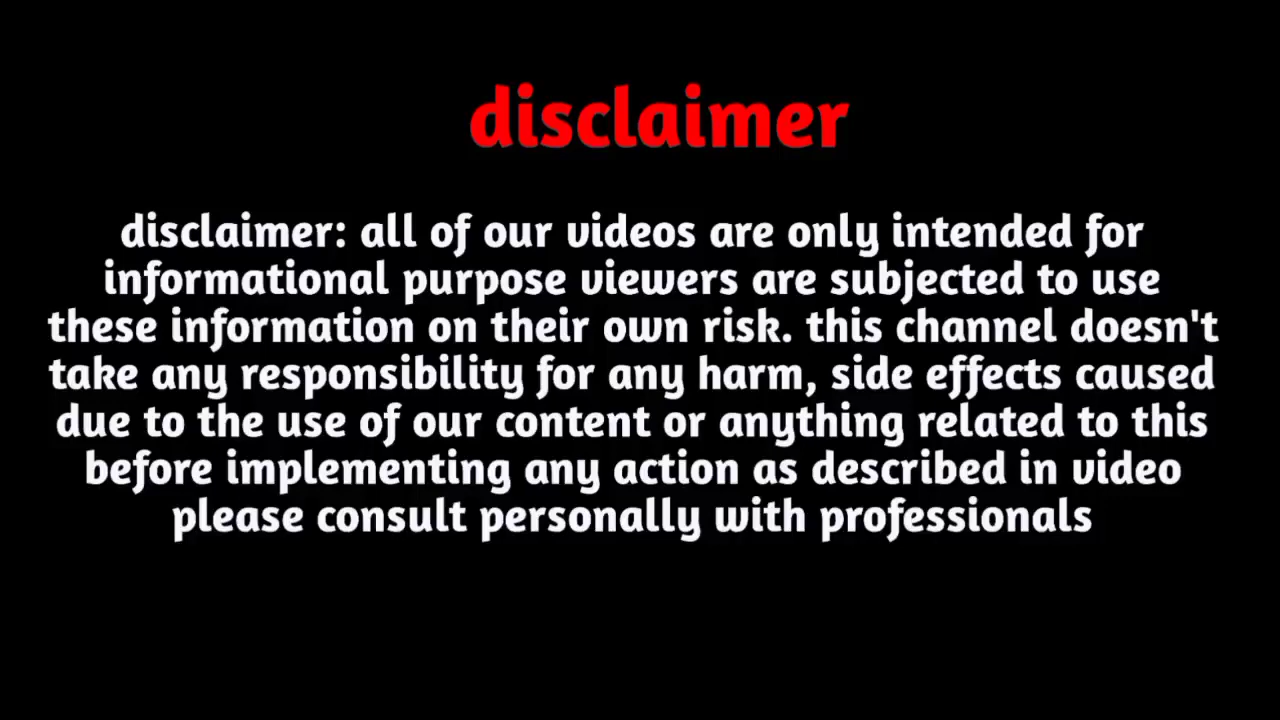 disclaimer
disclaimer: all of our videos are only intended for
informational purpose viewers are subjected to use
these information on their own risk. this channel doesn't
take any responsibility for any harm, side effects caused
due to the use of our content or anything related to this
before implementing any action as described in video
please consult personally with professionals